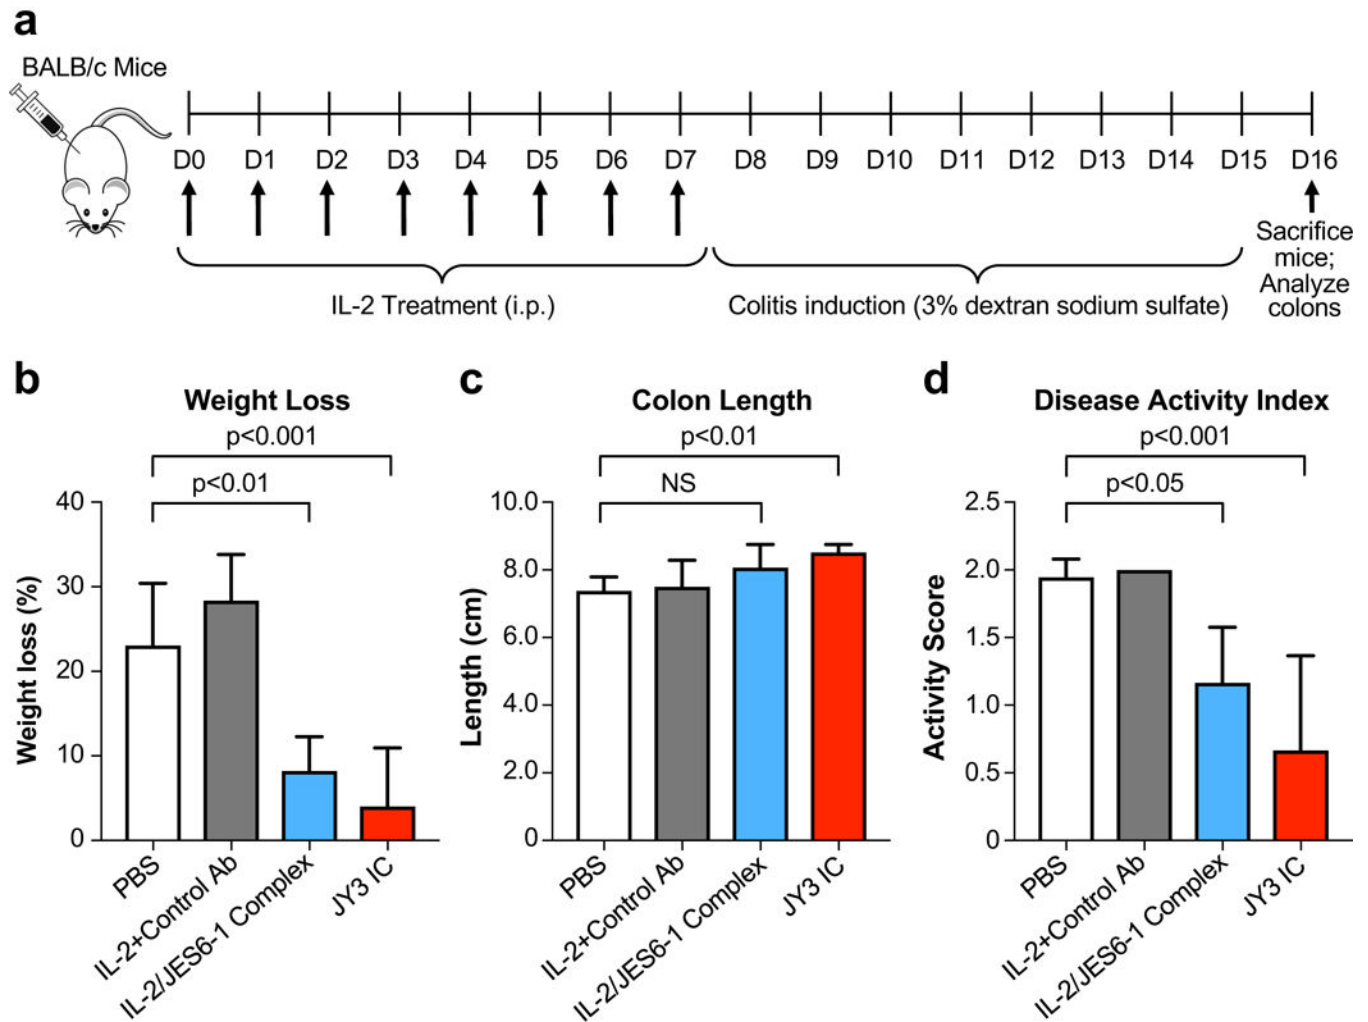 a
BALB/c Mice
D0 D1 D2 D3 D4 D5 D6 D7 D8 D9 D10 D11 D12 D13 D14 D15 D16
IL-2 Treatment (i.p.)
Colitis induction (3% dextran sodium sulfate)
Sacrifice
mice;
Analyze
colons
b
Weight Loss
p<0.001
p<0.01
Weight loss (%)
40
30
20
10
0
PBS
IL-2+Control Ab
IL-2/JES6-1 Complex
JY3 IC
c
Colon Length
p<0.01
NS
Length (cm)
10.0
8.0
6.0
4.0
2.0
0
PBS
IL-2+Control Ab
IL-2/JES6-1 Complex
JY3 IC
d
Disease Activity Index
p<0.001
p<0.05
Activity Score
2.5
2.0
1.5
1.0
0.5
0
PBS
IL-2+Control Ab
IL-2/JES6-1 Complex
JY3 IC